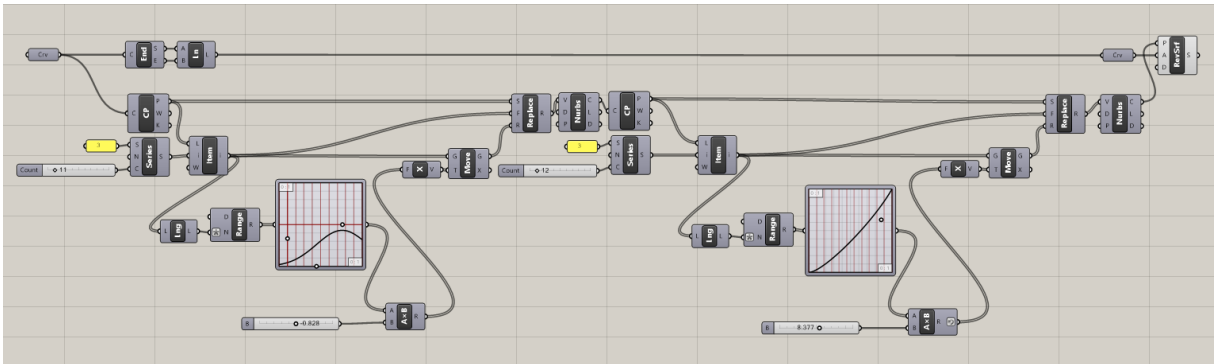 Crv
C End S E
A B Ln L
Crv
P A D RevSrf S
C CP P W K
S F R Replace R
V D P Nurbs C L D
C CP P W K
S F R Replace R
V D P Nurbs C L D
3
S N C Series S
L i W Item i
3
S N C Series S
L i W Item i
Count 11
F X V
G T Move G X
Count 12
F X V
G T Move G X
L Lng L
D N Range R
L Lng L
D N Range R
B -0.828
A B A×B R
B 8.377
A B A×B R